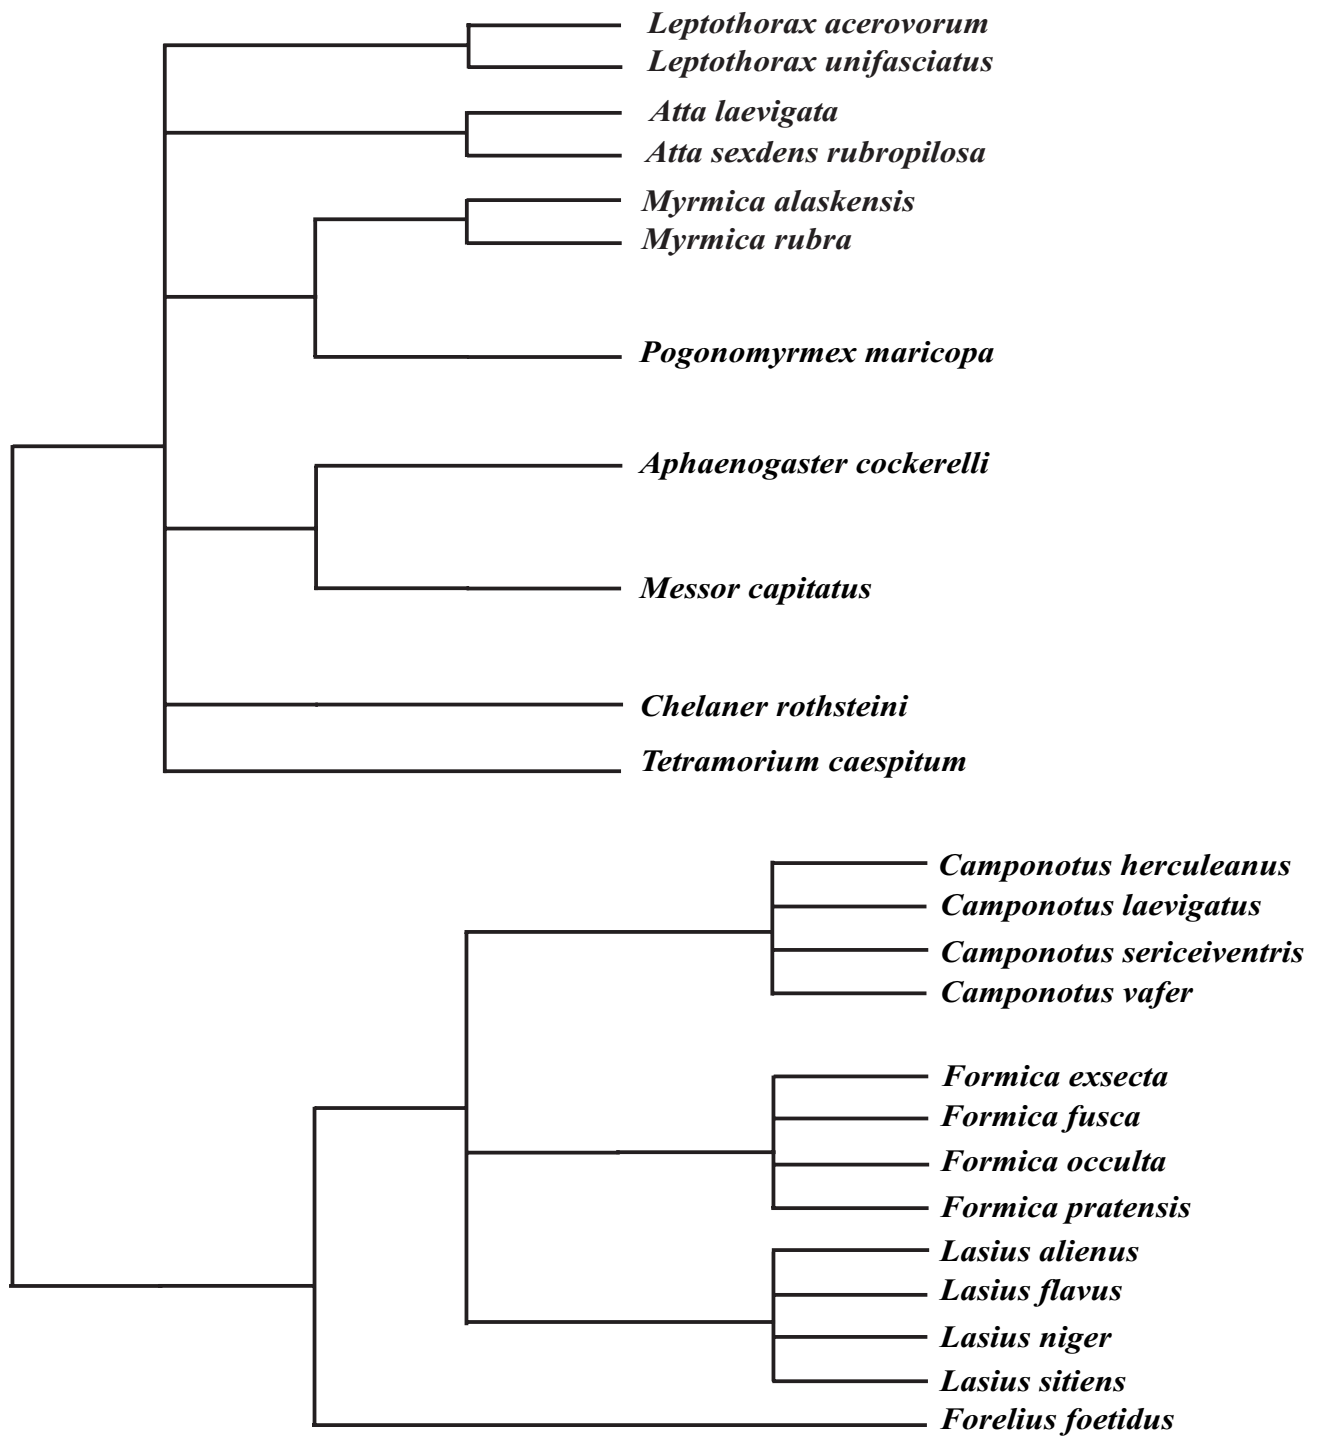 Leptothorax acerovorum
Leptothorax unifasciatus
Atta laevigata
Atta sexdens rubropilosa
Myrmica alaskensis
Myrmica rubra
Pogonomyrmex maricopa
Aphaenogaster cockerelli
Messor capitatus
Chelaner rothsteini
Tetramorium caespitum
Camponotus herculeanus
Camponotus laevigatus
Camponotus sericeiventris
Camponotus vafer
Formica exsecta
Formica fusca
Formica occulta
Formica pratensis
Lasius alienus
Lasius flavus
Lasius niger
Lasius sitiens
Forelius foetidus